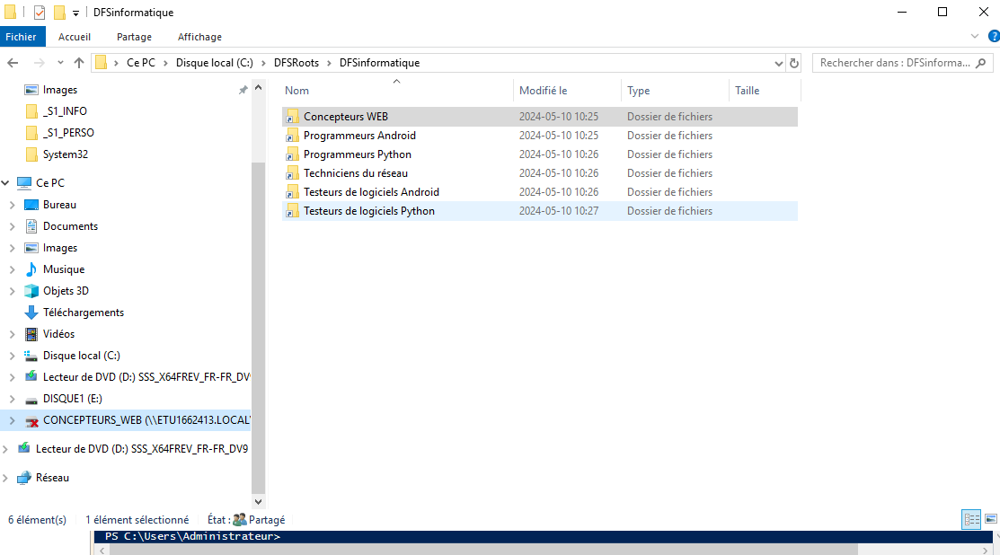 DFSinformatique
Fichier Accueil Partage Affichage
Ce PC Disque local (C:) DFSRoots DFSinformatique Rechercher dans : DFSinforma...
Images
_S1_INFO
_S1_PERSO
System32
Ce PC
Bureau
Documents
Images
Musique
Objets 3D
Téléchargements
Vidéos
Disque local (C:)
Lecteur de DVD (D:) SSS_X64FREV_FR-FR_DV9
DISQUE1 (E:)
CONCEPTEURS_WEB (\\ETU1662413.LOCAL\
Lecteur de DVD (D:) SSS_X64FREV_FR-FR_DV9
Réseau
Nom Modifié le Type Taille
Concepteurs WEB 2024-05-10 10:25 Dossier de fichiers
Programmeurs Android 2024-05-10 10:25 Dossier de fichiers
Programmeurs Python 2024-05-10 10:26 Dossier de fichiers
Techniciens du réseau 2024-05-10 10:26 Dossier de fichiers
Testeurs de logiciels Android 2024-05-10 10:26 Dossier de fichiers
Testeurs de logiciels Python 2024-05-10 10:27 Dossier de fichiers
6 élément(s) 1 élément sélectionné État : Partagé
PS C:\Users\Administrateur>